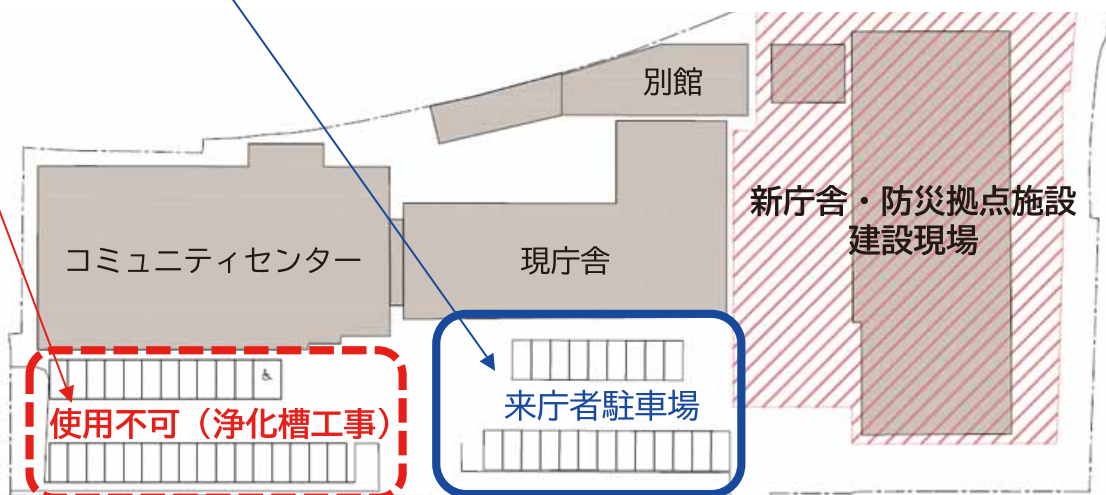 別館
新庁舎・防災拠点施設
建設現場
コミュニティセンター
現庁舎
来庁者駐車場
使用不可（浄化槽工事）